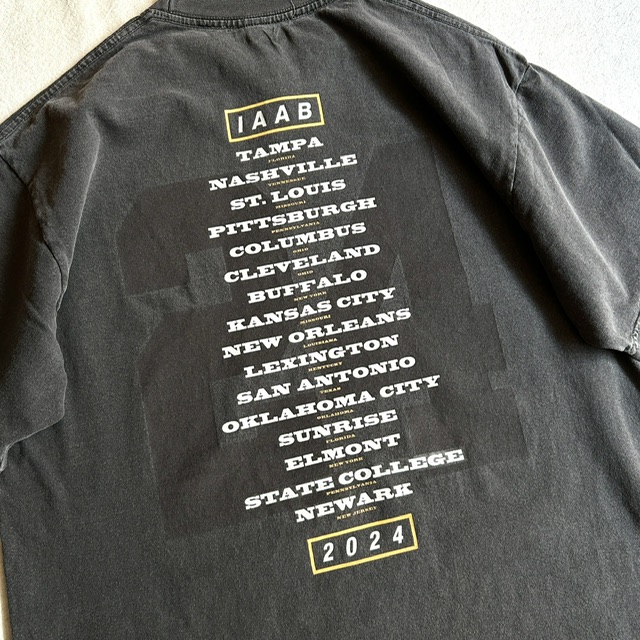 IAAB
TAMPA
FLORIDA
NASHVILLE
TENNESSEE
ST. LOUIS
MISSOURI
PITTSBURGH
PENNSYLVANIA
COLUMBUS
OHIO
CLEVELAND
OHIO
BUFFALO
NEW YORK
KANSAS CITY
MISSOURI
NEW ORLEANS
LOUISIANA
LEXINGTON
KENTUCKY
SAN ANTONIO
TEXAS
OKLAHOMA CITY
OKLAHOMA
SUNRISE
FLORIDA
ELMONT
NEW YORK
STATE COLLEGE
PENNSYLVANIA
NEWARK
NEW JERSEY
2024